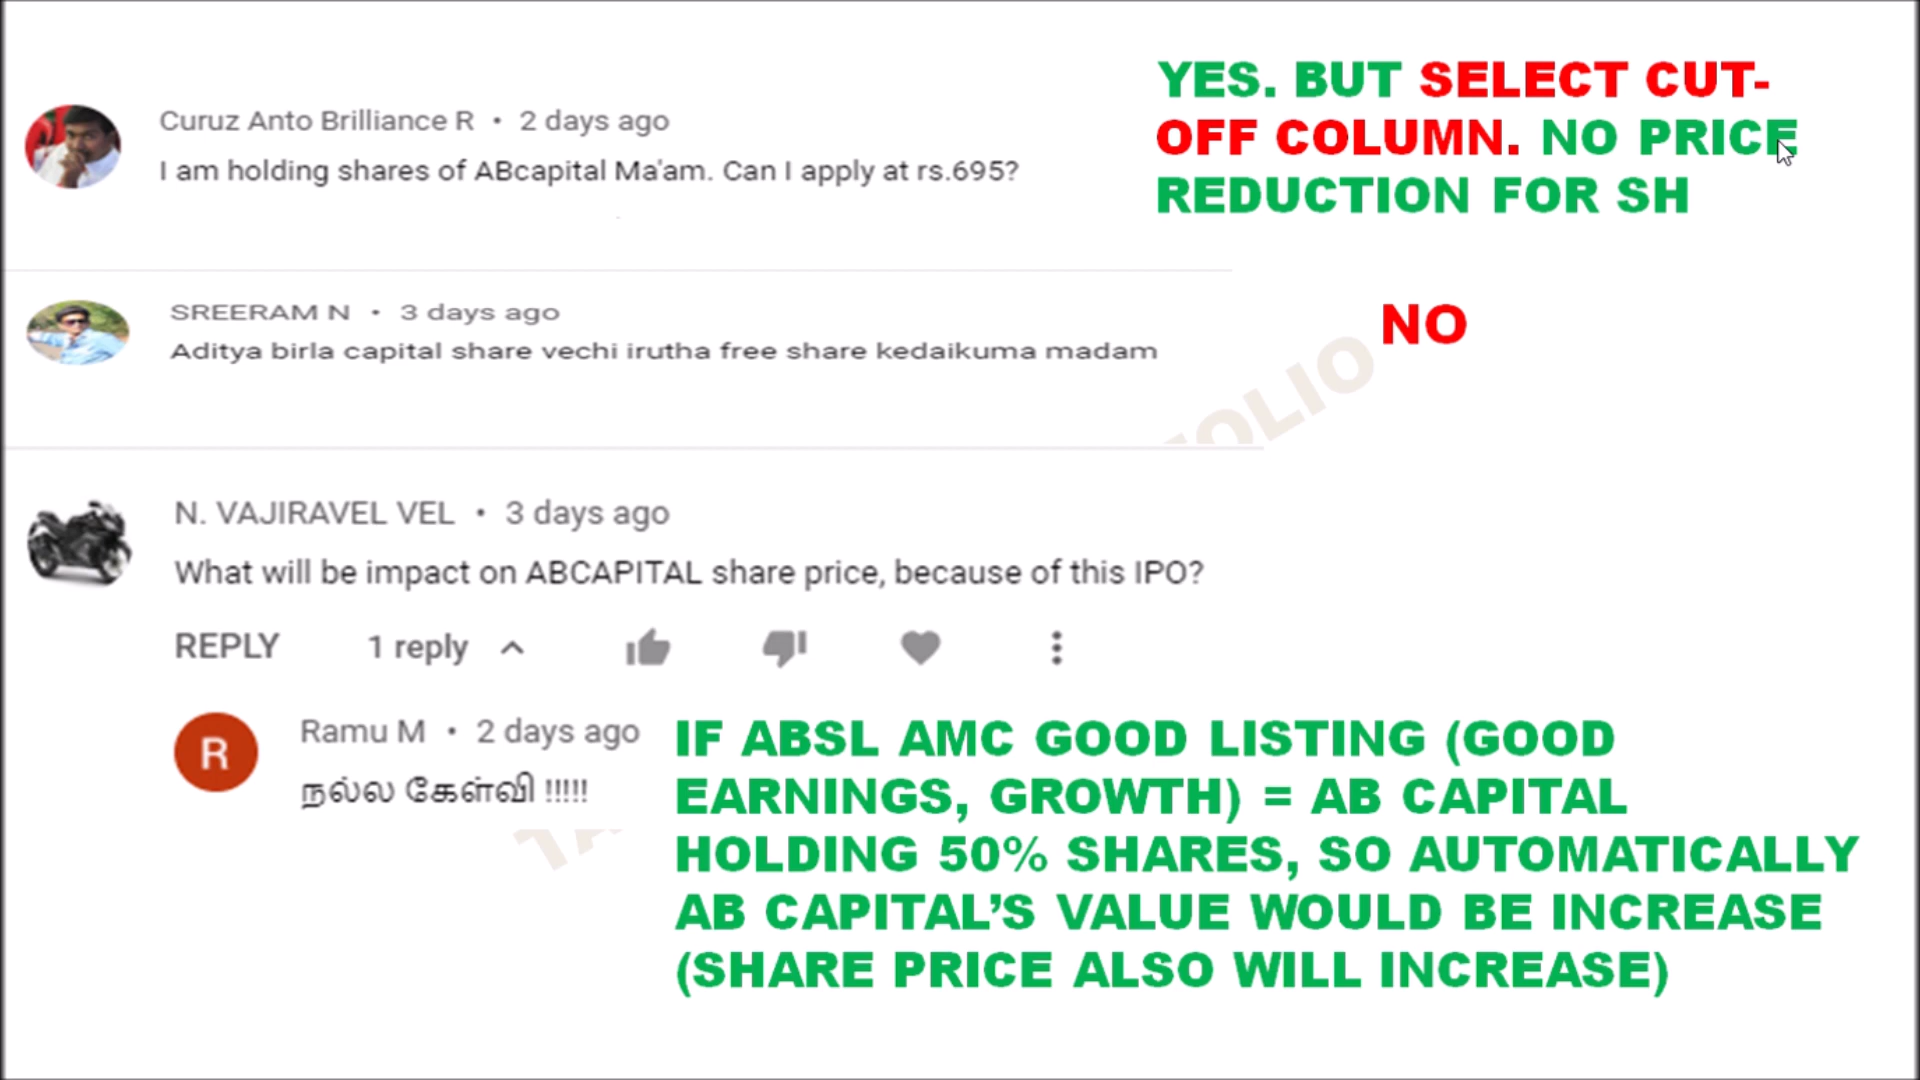 YES. BUT SELECT CUT-
OFF COLUMN. NO PRICE
REDUCTION FOR SH
Curuz Anto Brilliance R • 2 days ago
I am holding shares of ABcapital Ma'am. Can I apply at rs.695?
SREERAM N • 3 days ago
Aditya birla capital share vechi irutha free share kedaikuma madam
NO
OLIO
N. VAJIRAVEL VEL • 3 days ago
What will be impact on ABCAPITAL share price, because of this IPO?
REPLY 1 reply
R
Ramu M • 2 days ago
நல்ல கேள்வி !!!!!
IF ABSL AMC GOOD LISTING (GOOD
EARNINGS, GROWTH) = AB CAPITAL
HOLDING 50% SHARES, SO AUTOMATICALLY
AB CAPITAL’S VALUE WOULD BE INCREASE
(SHARE PRICE ALSO WILL INCREASE)